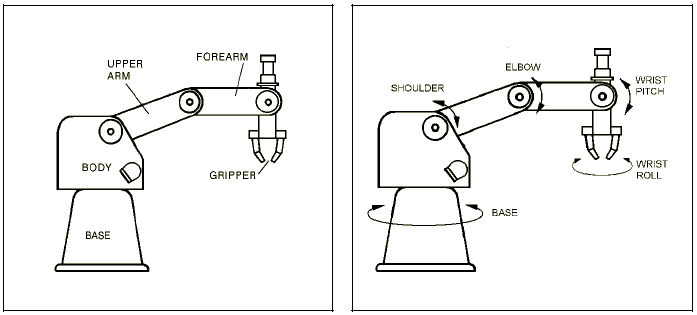 UPPER
ARM
FOREARM
BODY
GRIPPER
BASE
SHOULDER
ELBOW
WRIST
PITCH
WRIST
ROLL
BASE